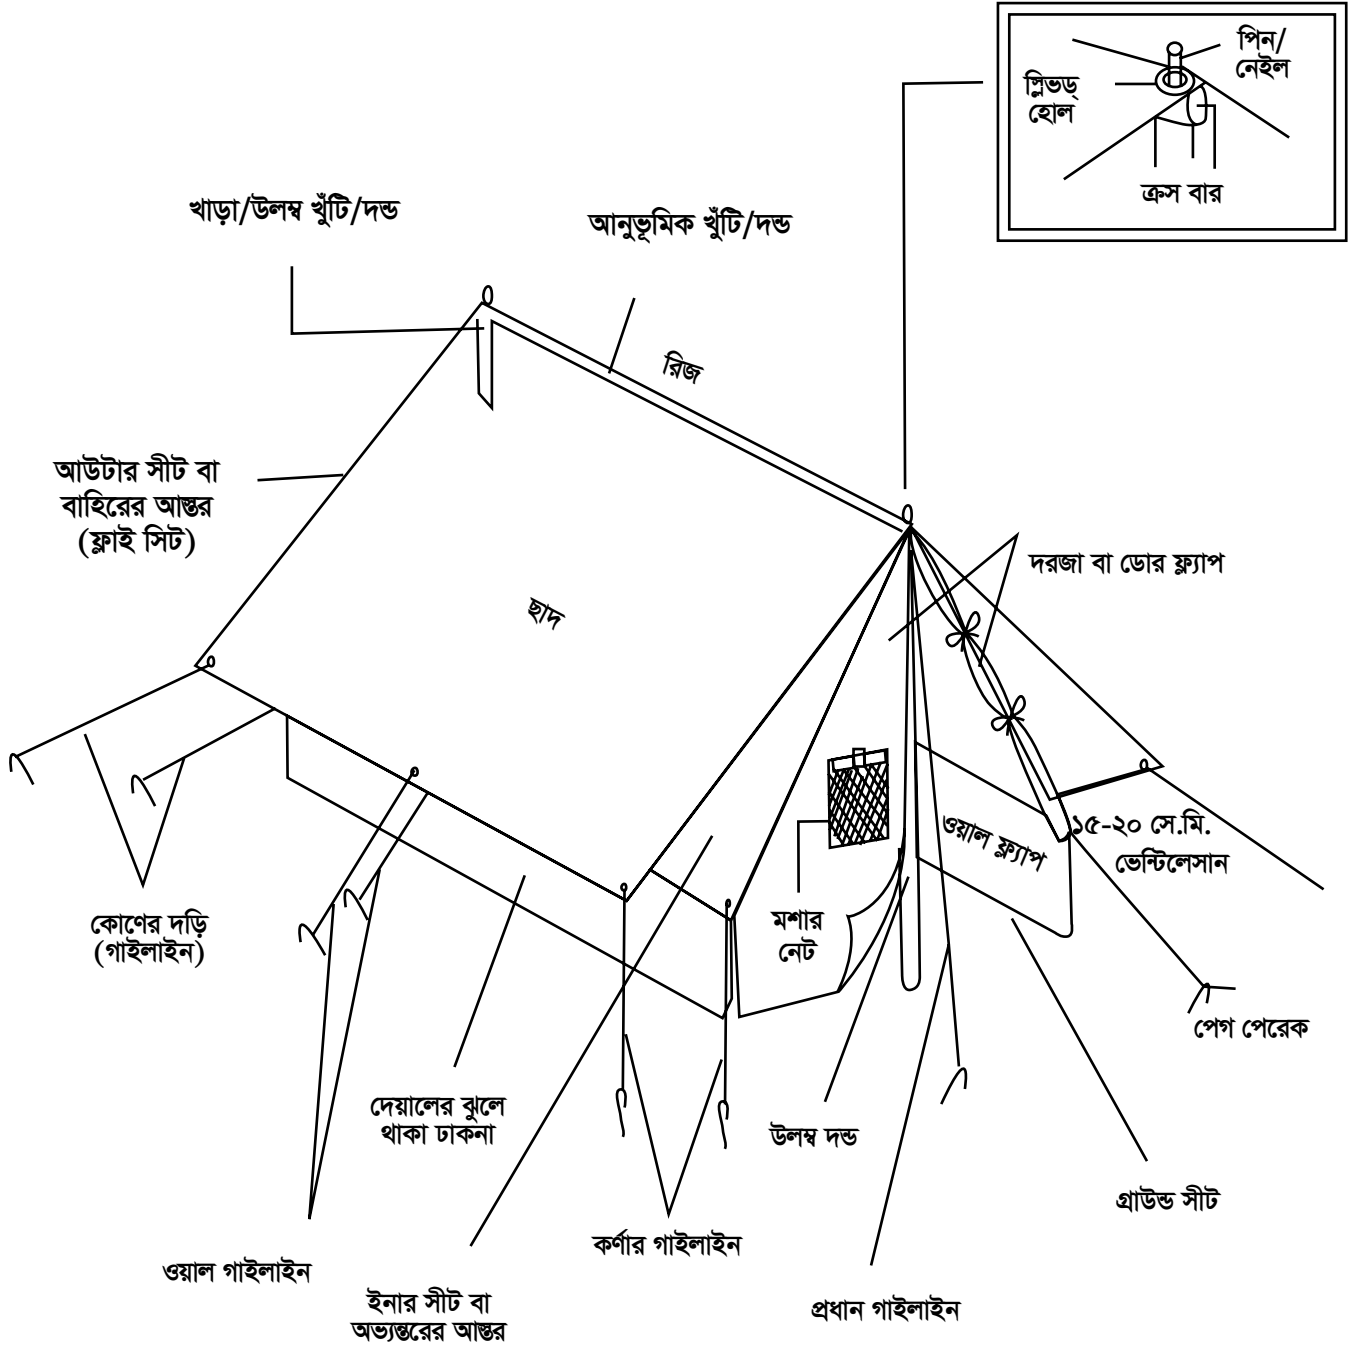 পিন/
নেইল
স্লিভড্
হোল
ক্রস বার
খাড়া/উলম্ব খুঁটি/দন্ড
আনুভূমিক খুঁটি/দন্ড
রিজ
আউটার সীট বা
বাহিরের আস্তর
(ফ্লাই সিট)
দরজা বা ডোর ফ্ল্যাপ
ছাদ
ওয়াল ফ্ল্যাপ
১৫-২০ সে.মি.
ভেন্টিলেসান
কোণের দড়ি
(গাইলাইন)
মশার
নেট
পেগ পেরেক
দেয়ালের ঝুলে
থাকা ঢাকনা
উলম্ব দন্ড
গ্রাউন্ড সীট
কর্ণার গাইলাইন
ওয়াল গাইলাইন
ইনার সীট বা
অভ্যন্তরের আস্তর
প্রধান গাইলাইন